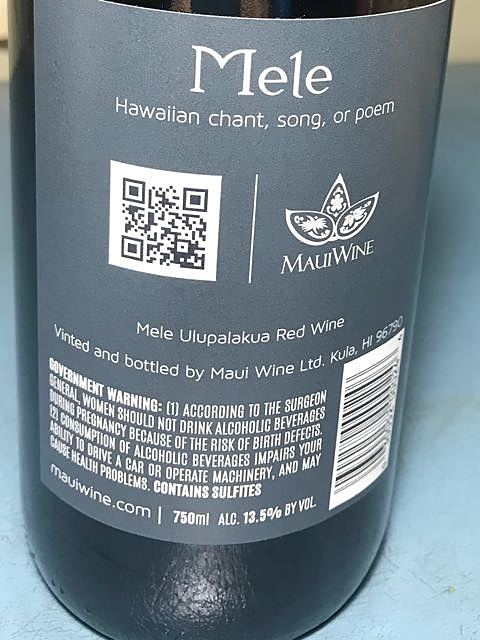 Mele
Hawaiian chant, song, or poem
MAUIWINE
Mele Ulupalakua Red Wine
Vinted and bottled by Maui Wine Ltd. Kula, HI 96790
GOVERNMENT WARNING: (1) ACCORDING TO THE SURGEON
GENERAL, WOMEN SHOULD NOT DRINK ALCOHOLIC BEVERAGES
DURING PREGNANCY BECAUSE OF THE RISK OF BIRTH DEFECTS.
(2) CONSUMPTION OF ALCOHOLIC BEVERAGES IMPAIRS YOUR
ABILITY TO DRIVE A CAR OR OPERATE MACHINERY, AND MAY
CAUSE HEALTH PROBLEMS. CONTAINS SULFITES
mauiwine.com | 750ml ALC. 13.5% BY VOL.